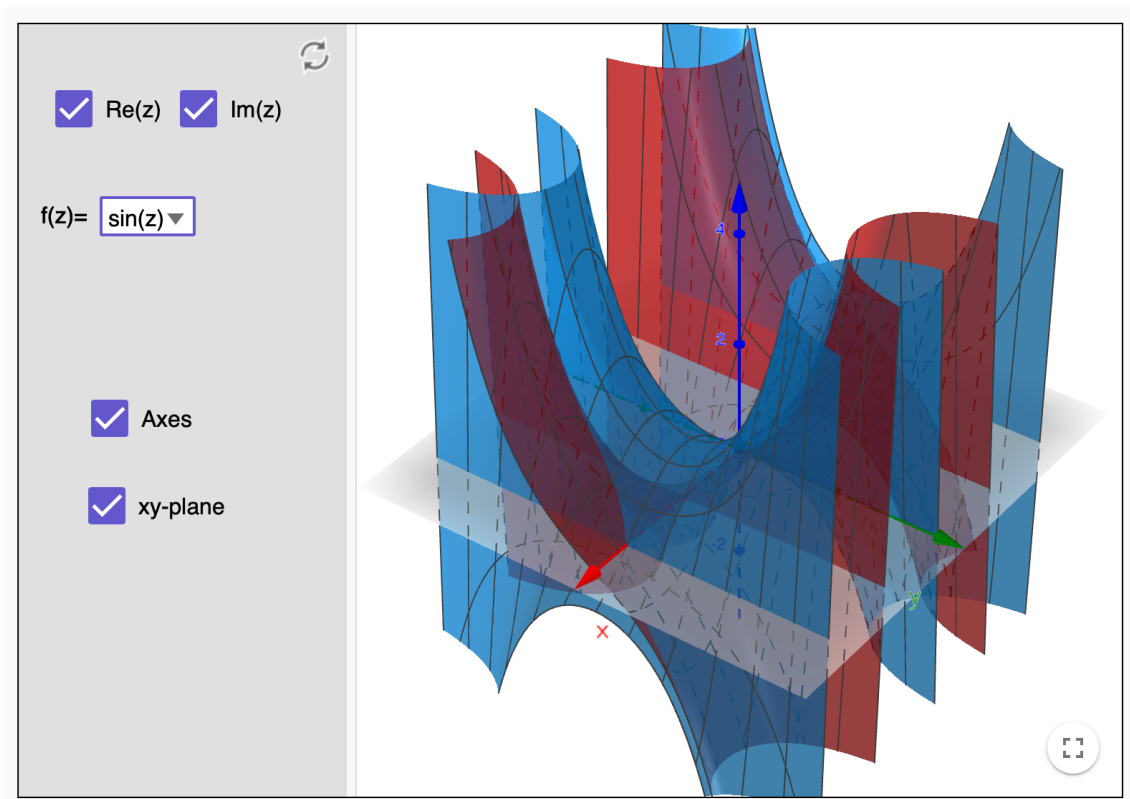 Re(z) Im(z)
f(z)= sin(z)
Axes
xy-plane
4
2
-2
x
y